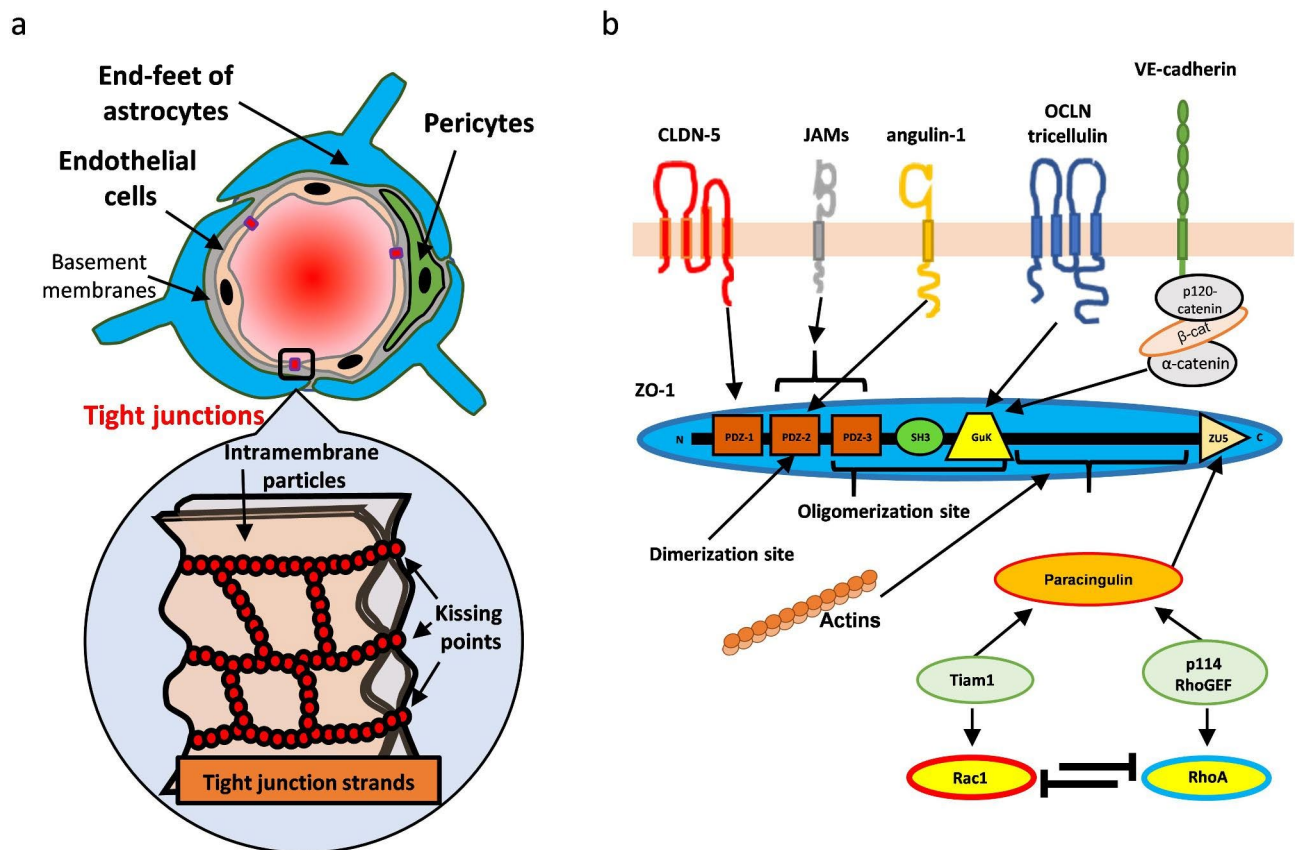 a
End-feet of
astrocytes
Pericytes
Endothelial
cells
Basement
membranes
Tight junctions
Intramembrane
particles
Kissing
points
Tight junction strands
b
VE-cadherin
CLDN-5
JAMs
angulin-1
OCLN
tricellulin
p120-
catenin
β-cat
α-catenin
ZO-1
N
PDZ-1
PDZ-2
PDZ-3
SH3
GuK
ZU5
C
Oligomerization site
Dimerization site
Actins
Paracingulin
Tiam1
p114
RhoGEF
Rac1
RhoA